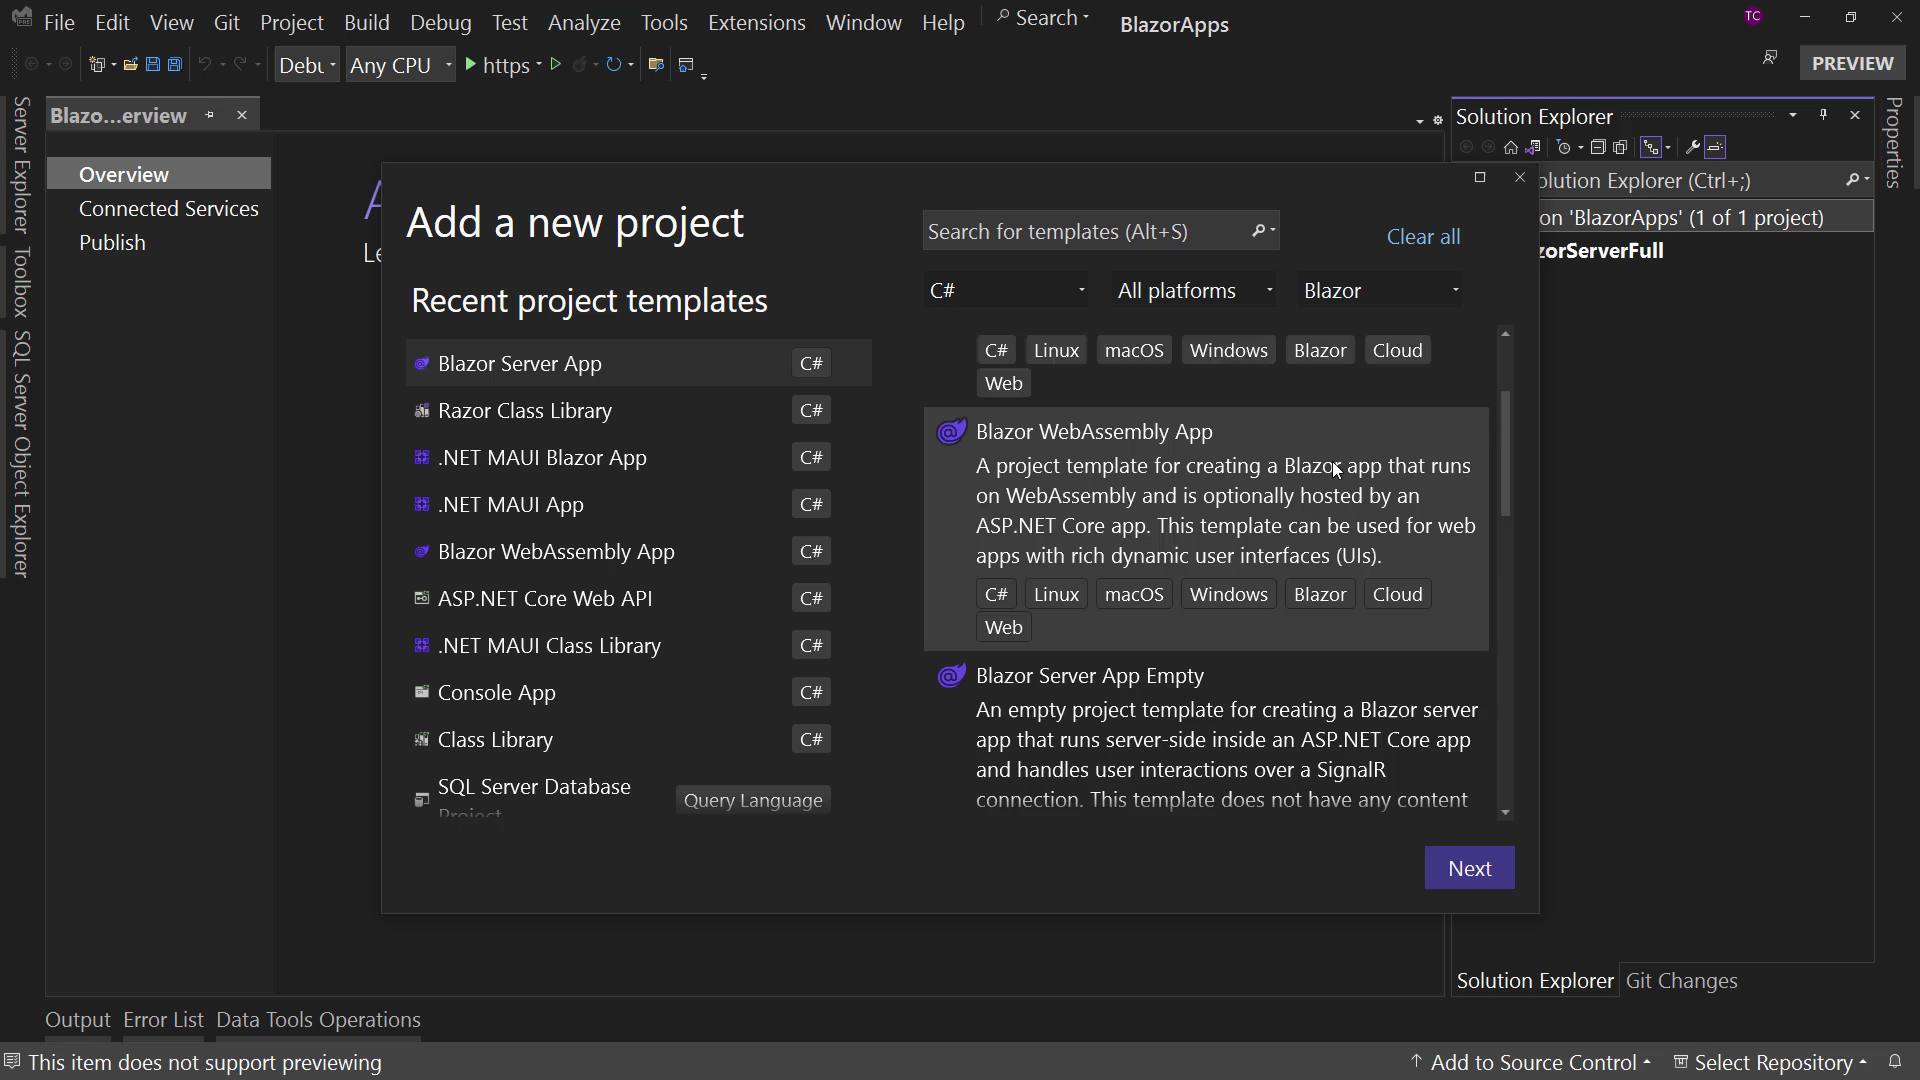 File Edit View Git Project Build Debug Test Analyze Tools Extensions Window Help Search BlazorApps TC
Debu Any CPU https PREVIEW
Blazo...erview
Overview
Connected Services
Publish
Server Explorer
Toolbox
SQL Server Object Explorer
Add a new project
Recent project templates
Blazor Server App C#
Razor Class Library C#
.NET MAUI Blazor App C#
.NET MAUI App C#
Blazor WebAssembly App C#
ASP.NET Core Web API C#
.NET MAUI Class Library C#
Console App C#
Class Library C#
SQL Server Database
Project
Query Language
Search for templates (Alt+S)
Clear all
C# All platforms Blazor
C# Linux macOS Windows Blazor Cloud
Web
Blazor WebAssembly App
A project template for creating a Blazor app that runs
on WebAssembly and is optionally hosted by an
ASP.NET Core app. This template can be used for web
apps with rich dynamic user interfaces (UIs).
C# Linux macOS Windows Blazor Cloud
Web
Blazor Server App Empty
An empty project template for creating a Blazor server
app that runs server-side inside an ASP.NET Core app
and handles user interactions over a SignalR
connection. This template does not have any content
Next
Solution Explorer
olution Explorer (Ctrl+;)
on 'BlazorApps' (1 of 1 project)
zorServerFull
Properties
Solution Explorer Git Changes
Output Error List Data Tools Operations
This item does not support previewing
Add to Source Control Select Repository